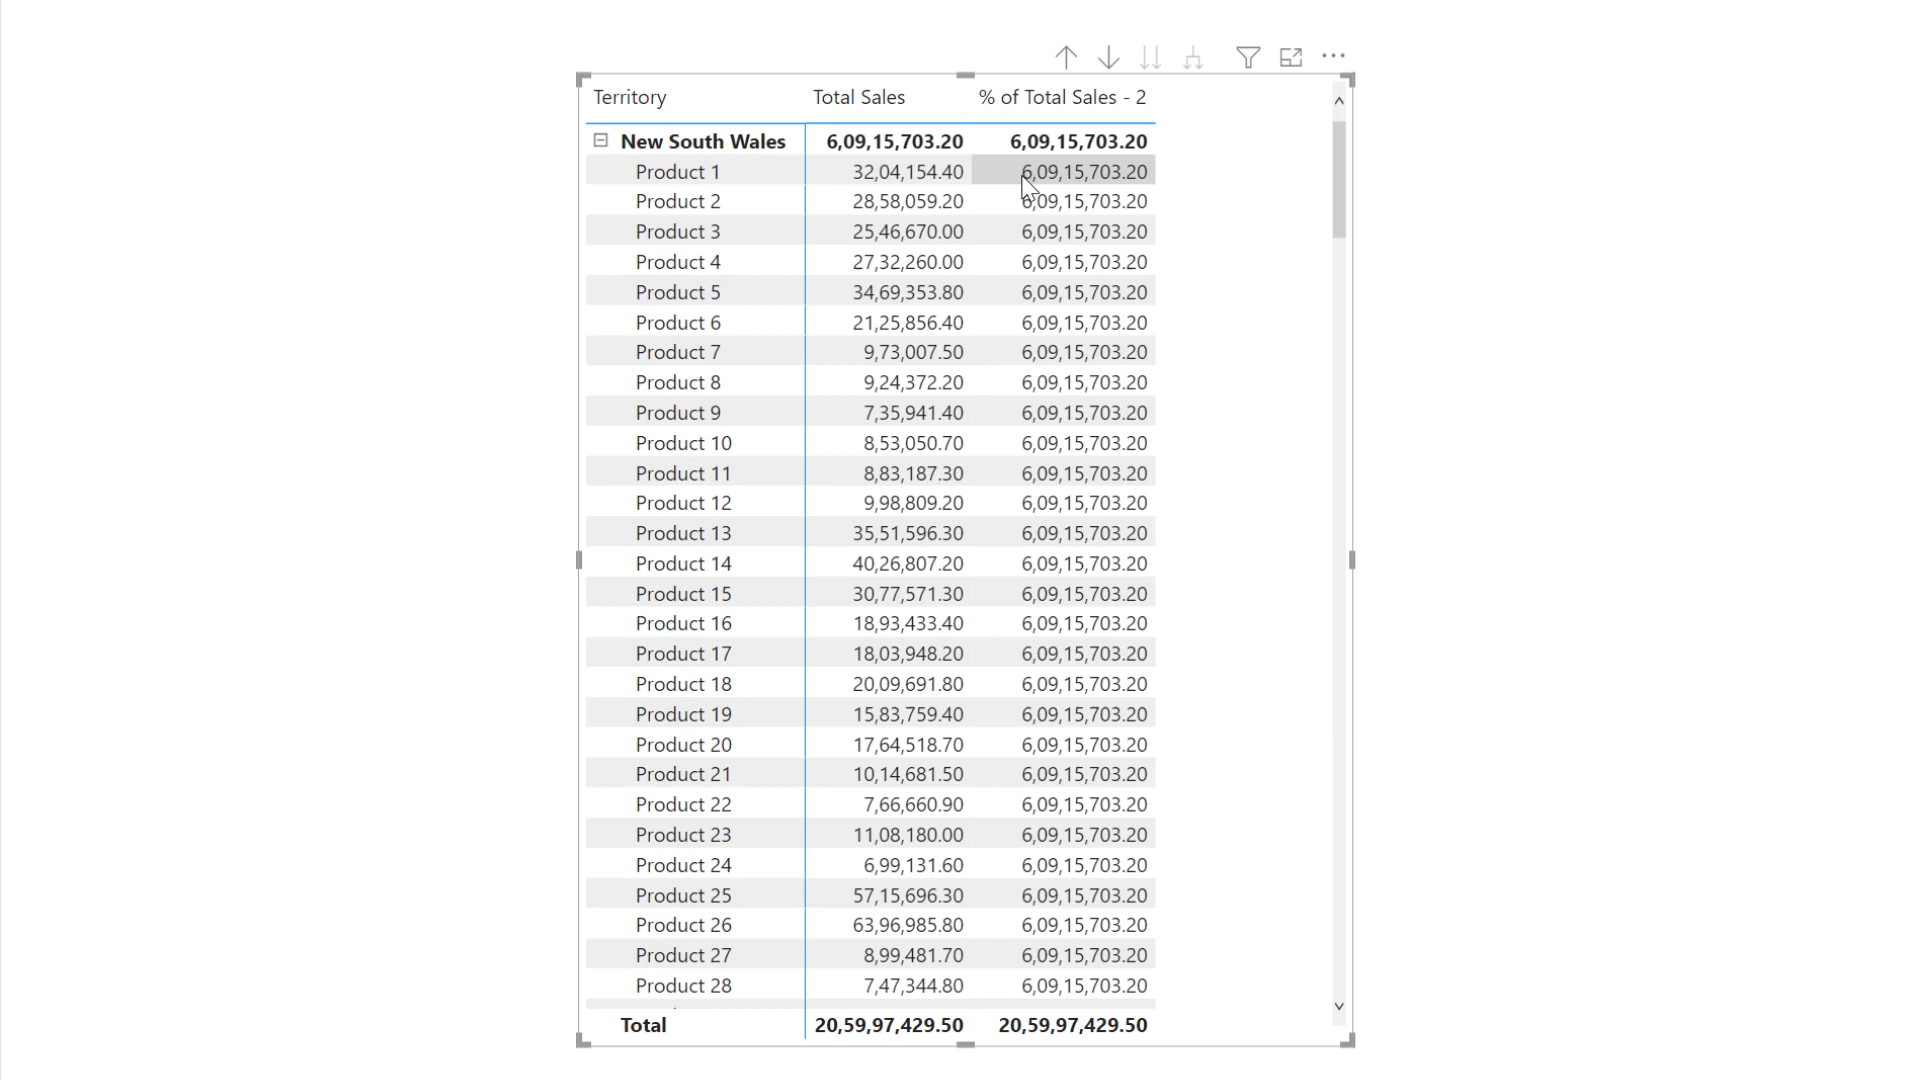 Territory Total Sales % of Total Sales - 2
New South Wales 6,09,15,703.20 6,09,15,703.20
Product 1 32,04,154.40 6,09,15,703.20
Product 2 28,58,059.20 6,09,15,703.20
Product 3 25,46,670.00 6,09,15,703.20
Product 4 27,32,260.00 6,09,15,703.20
Product 5 34,69,353.80 6,09,15,703.20
Product 6 21,25,856.40 6,09,15,703.20
Product 7 9,73,007.50 6,09,15,703.20
Product 8 9,24,372.20 6,09,15,703.20
Product 9 7,35,941.40 6,09,15,703.20
Product 10 8,53,050.70 6,09,15,703.20
Product 11 8,83,187.30 6,09,15,703.20
Product 12 9,98,809.20 6,09,15,703.20
Product 13 35,51,596.30 6,09,15,703.20
Product 14 40,26,807.20 6,09,15,703.20
Product 15 30,77,571.30 6,09,15,703.20
Product 16 18,93,433.40 6,09,15,703.20
Product 17 18,03,948.20 6,09,15,703.20
Product 18 20,09,691.80 6,09,15,703.20
Product 19 15,83,759.40 6,09,15,703.20
Product 20 17,64,518.70 6,09,15,703.20
Product 21 10,14,681.50 6,09,15,703.20
Product 22 7,66,660.90 6,09,15,703.20
Product 23 11,08,180.00 6,09,15,703.20
Product 24 6,99,131.60 6,09,15,703.20
Product 25 57,15,696.30 6,09,15,703.20
Product 26 63,96,985.80 6,09,15,703.20
Product 27 8,99,481.70 6,09,15,703.20
Product 28 7,47,344.80 6,09,15,703.20
Total 20,59,97,429.50 20,59,97,429.50